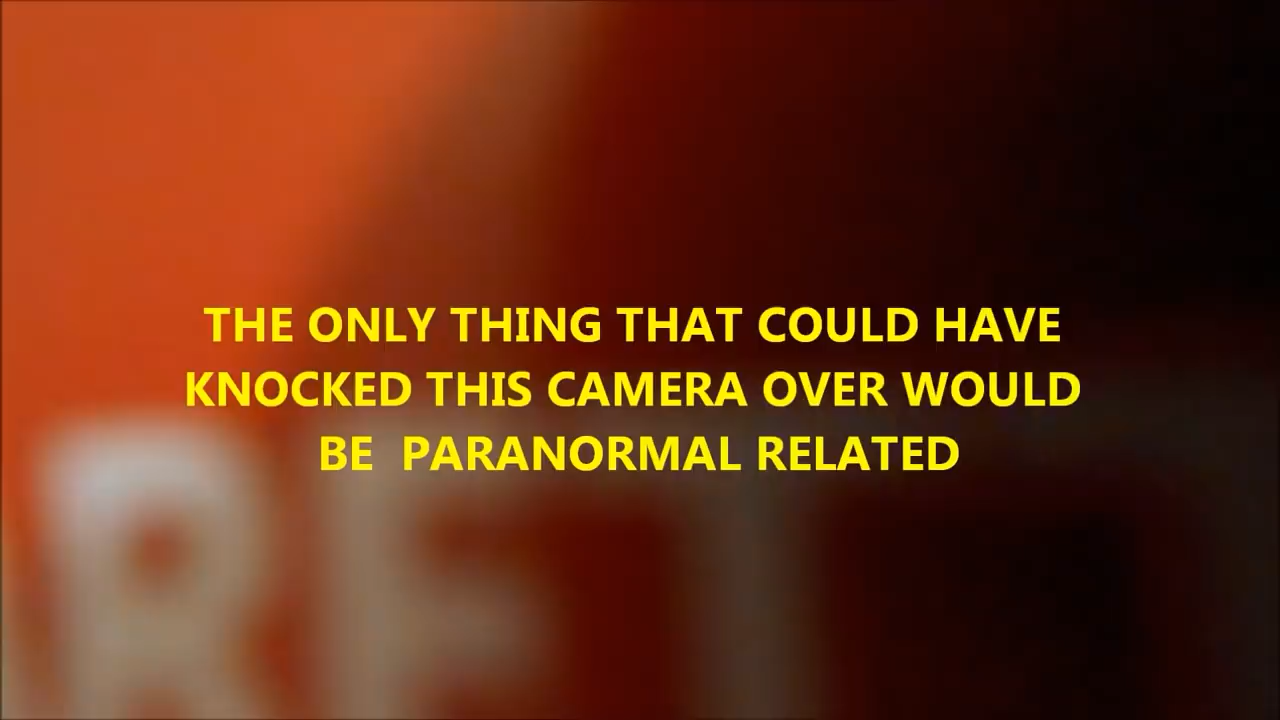 THE ONLY THING THAT COULD HAVE
KNOCKED THIS CAMERA OVER WOULD
BE  PARANORMAL RELATED